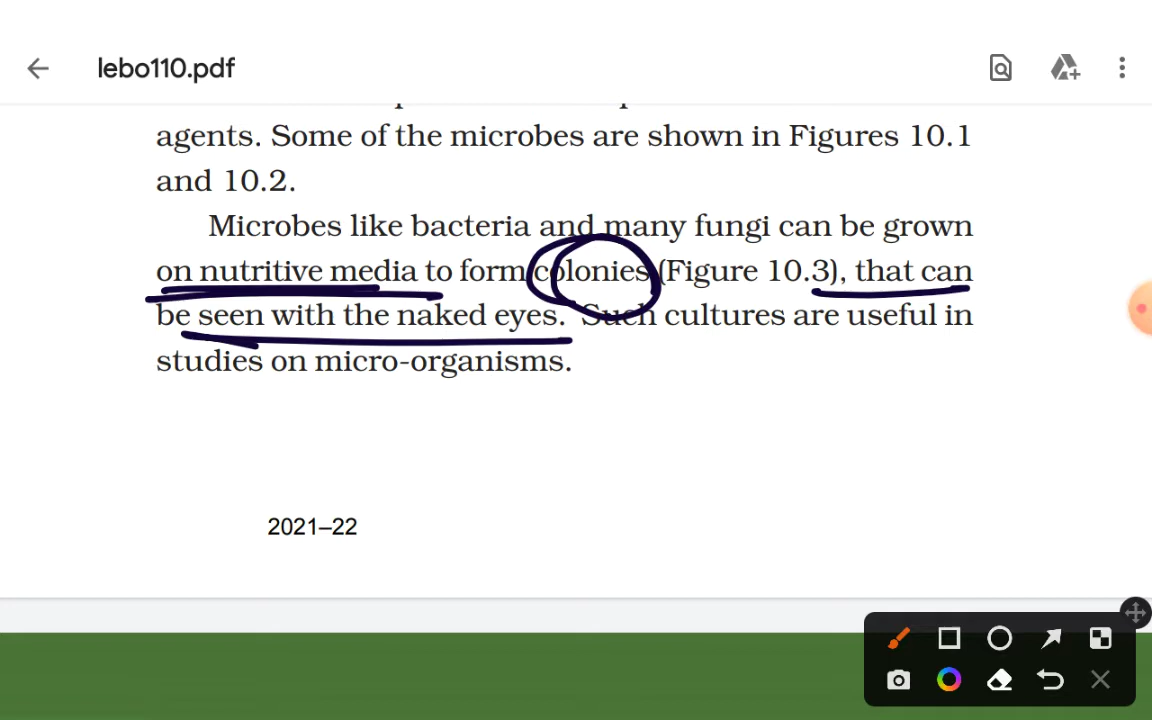 lebo110.pdf
agents. Some of the microbes are shown in Figures 10.1
and 10.2.
Microbes like bacteria and many fungi can be grown
on nutritive media to form colonies (Figure 10.3), that can
be seen with the naked eyes. Such cultures are useful in
studies on micro-organisms.
2021–22